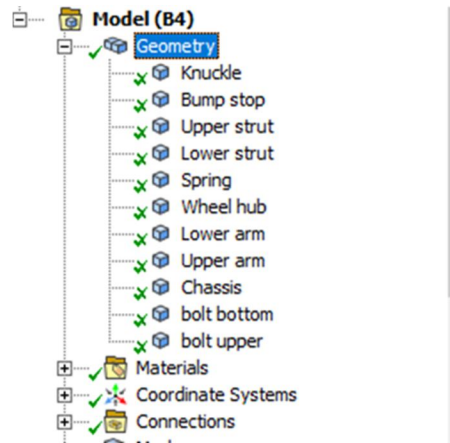 Model (B4)
Geometry
Knuckle
Bump stop
Upper strut
Lower strut
Spring
Wheel hub
Lower arm
Upper arm
Chassis
bolt bottom
bolt upper
Materials
Coordinate Systems
Connections